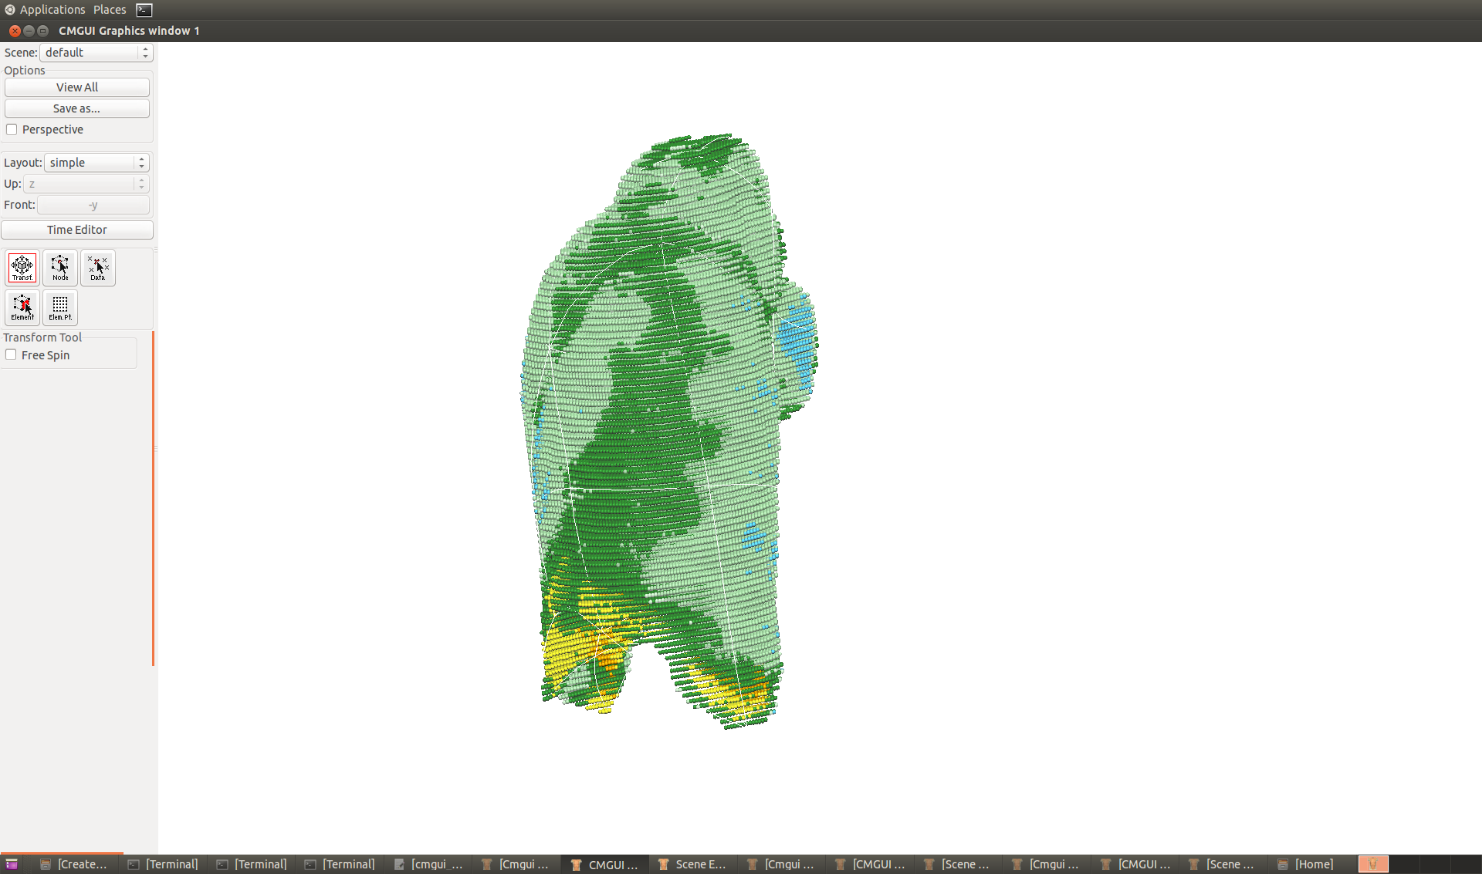 Applications Places
CMGUI Graphics window 1
Scene: default
Options
View All
Save as...
Perspective
Layout: simple
Up: z
Front: -y
Time Editor
Transf. Node Data
Element Elem.Pt.
Transform Tool
Free Spin
[Create... [Terminal] [Terminal] [Terminal] [cmgui_... [Cmgui ... CMGUI ... Scene E... [Cmgui ... [CMGUI ... [Scene ... [Cmgui ... [CMGUI ... [Scene ... [Home]